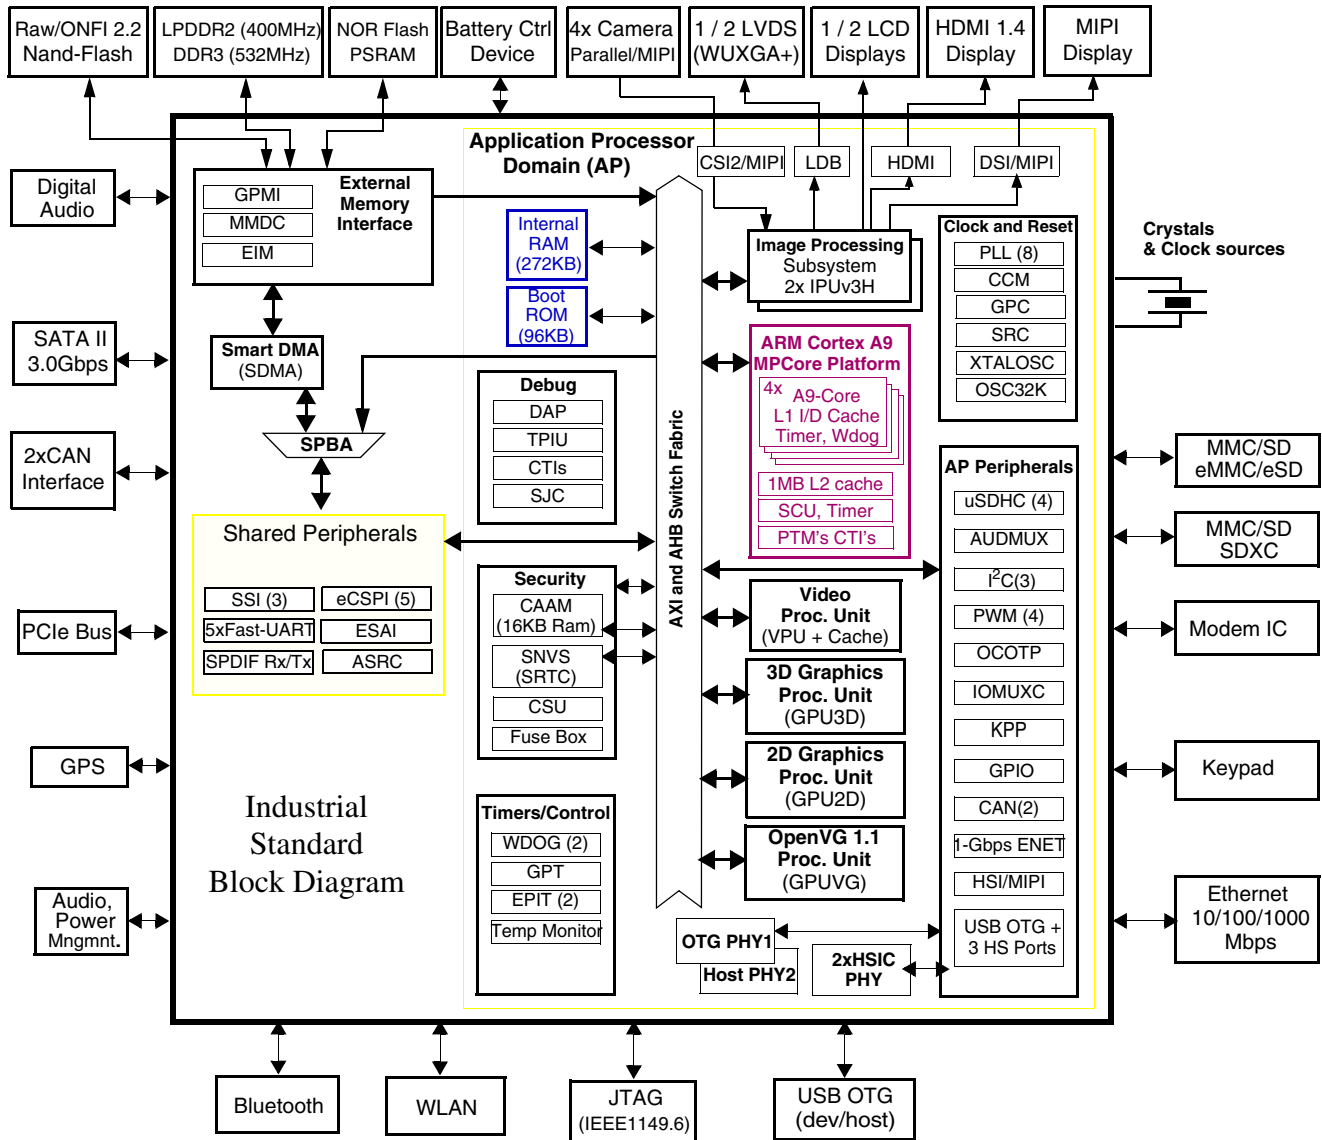 Raw/ONFI 2.2
Nand-Flash
LPDDR2 (400MHz)
DDR3 (532MHz)
NOR Flash
PSRAM
Battery Ctrl
Device
4x Camera
Parallel/MIPI
1 / 2 LVDS
(WUXGA+)
1 / 2 LCD
Displays
HDMI 1.4
Display
MIPI
Display
Digital
Audio
SATA II
3.0Gbps
2xCAN
Interface
PCIe Bus
GPS
Audio,
Power
Mngmnt.
Application Processor
Domain (AP)
External
Memory
Interface
GPMI
MMDC
EIM
Smart DMA
(SDMA)
SPBA
Shared Peripherals
SSI (3)
eCSPI (5)
5xFast-UART
ESAI
SPDIF Rx/Tx
ASRC
Industrial
Standard
Block Diagram
Internal
RAM
(272KB)
Boot
ROM
(96KB)
Debug
DAP
TPIU
CTIs
SJC
Security
CAAM
(16KB Ram)
SNVS
(SRTC)
CSU
Fuse Box
Timers/Control
WDOG (2)
GPT
EPIT (2)
Temp Monitor
AXI and AHB Switch Fabric
CSI2/MIPI
LDB
HDMI
DSI/MIPI
Image Processing
Subsystem
2x IPUv3H
ARM Cortex A9
MPCore Platform
4x
A9-Core
L1 I/D Cache
Timer, Wdog
1MB L2 cache
SCU, Timer
PTM's CTI's
Video
Proc. Unit
(VPU + Cache)
3D Graphics
Proc. Unit
(GPU3D)
2D Graphics
Proc. Unit
(GPU2D)
OpenVG 1.1
Proc. Unit
(GPUVG)
OTG PHY1
Host PHY2
2xHSIC
PHY
Clock and Reset
PLL (8)
CCM
GPC
SRC
XTALOSC
OSC32K
AP Peripherals
uSDHC (4)
AUDMUX
I²C(3)
PWM (4)
OCOTP
IOMUXC
KPP
GPIO
CAN(2)
1-Gbps ENET
HSI/MIPI
USB OTG +
3 HS Ports
Crystals
& Clock sources
MMC/SD
eMMC/eSD
MMC/SD
SDXC
Modem IC
Keypad
Ethernet
10/100/1000
Mbps
Bluetooth
WLAN
JTAG
(IEEE1149.6)
USB OTG
(dev/host)